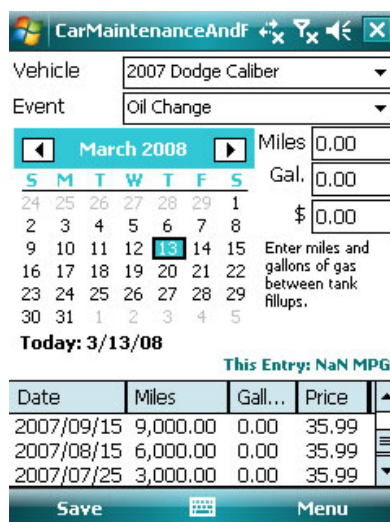 CarMaintenanceAndF
Vehicle 2007 Dodge Caliber
Event Oil Change
March 2008
S M T W T F S
24 25 26 27 28 29 1
2 3 4 5 6 7 8
9 10 11 12 13 14 15
16 17 18 19 20 21 22
23 24 25 26 27 28 29
30 31 1 2 3 4 5
Today: 3/13/08
Miles 0.00
Gal. 0.00
$ 0.00
Enter miles and
gallons of gas
between tank
fillups.
This Entry: NaN MPG
Date Miles Gall... Price
2007/09/15 9,000.00 0.00 35.99
2007/08/15 6,000.00 0.00 35.99
2007/07/25 3,000.00 0.00 35.99
Save Menu